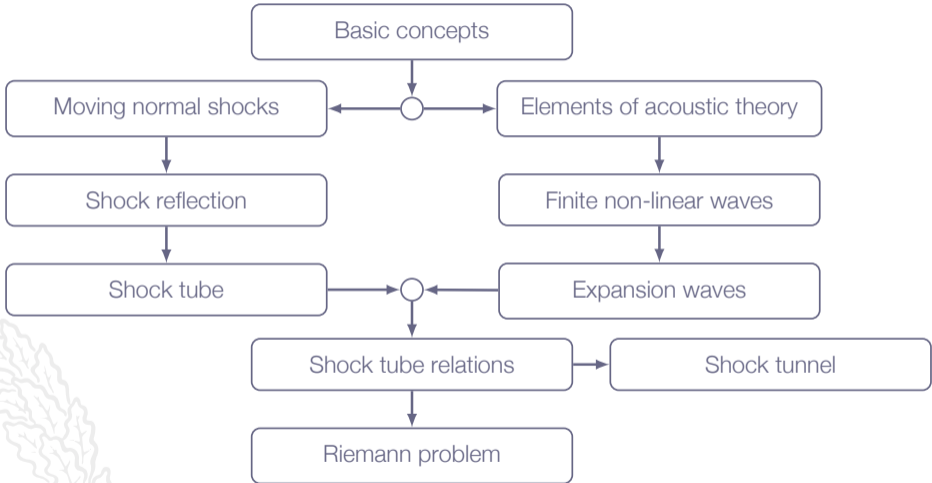 Basic concepts
Moving normal shocks
Elements of acoustic theory
Shock reflection
Finite non-linear waves
Shock tube
Expansion waves
Shock tube relations
Shock tunnel
Riemann problem